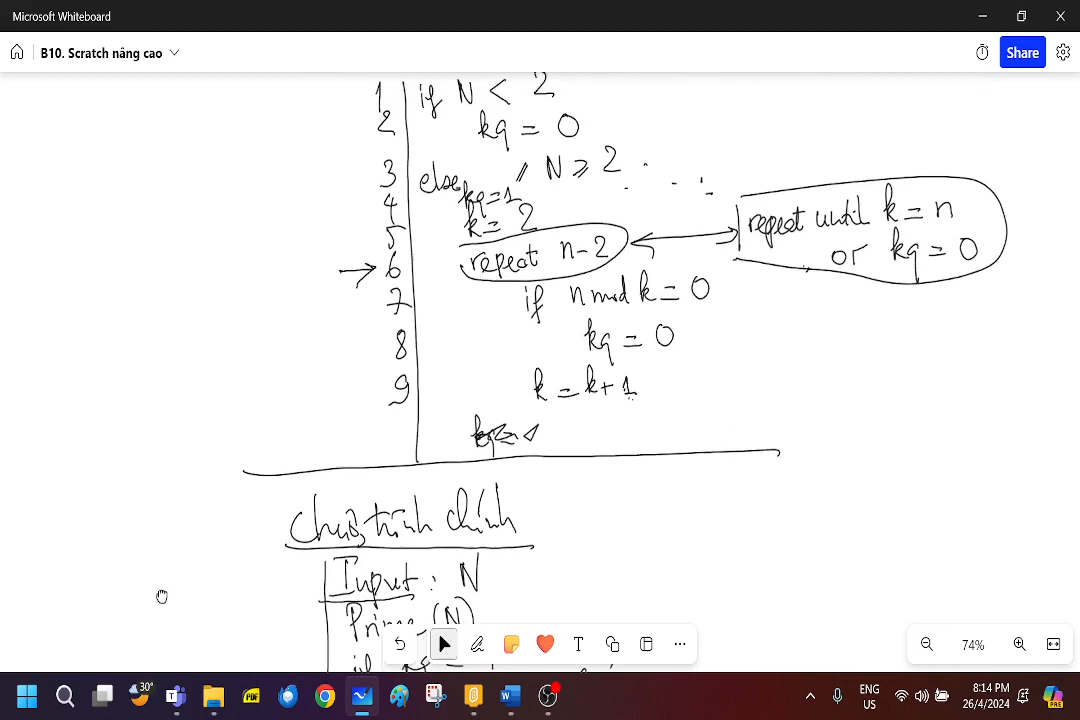 Microsoft Whiteboard
B10. Scratch nâng cao
Share
1 if N < 2
2 kq = 0
3 else // N ≥ 2
4 kq=1
5 k = 2
6 repeat n-2
repeat until k = n
or kq = 0
7 if n mod k = 0
8 kq = 0
9 k = k+1
Chương trình chính
Input : N
Prime (N)
74%
30°
ENG
US
8:14 PM
26/4/2024